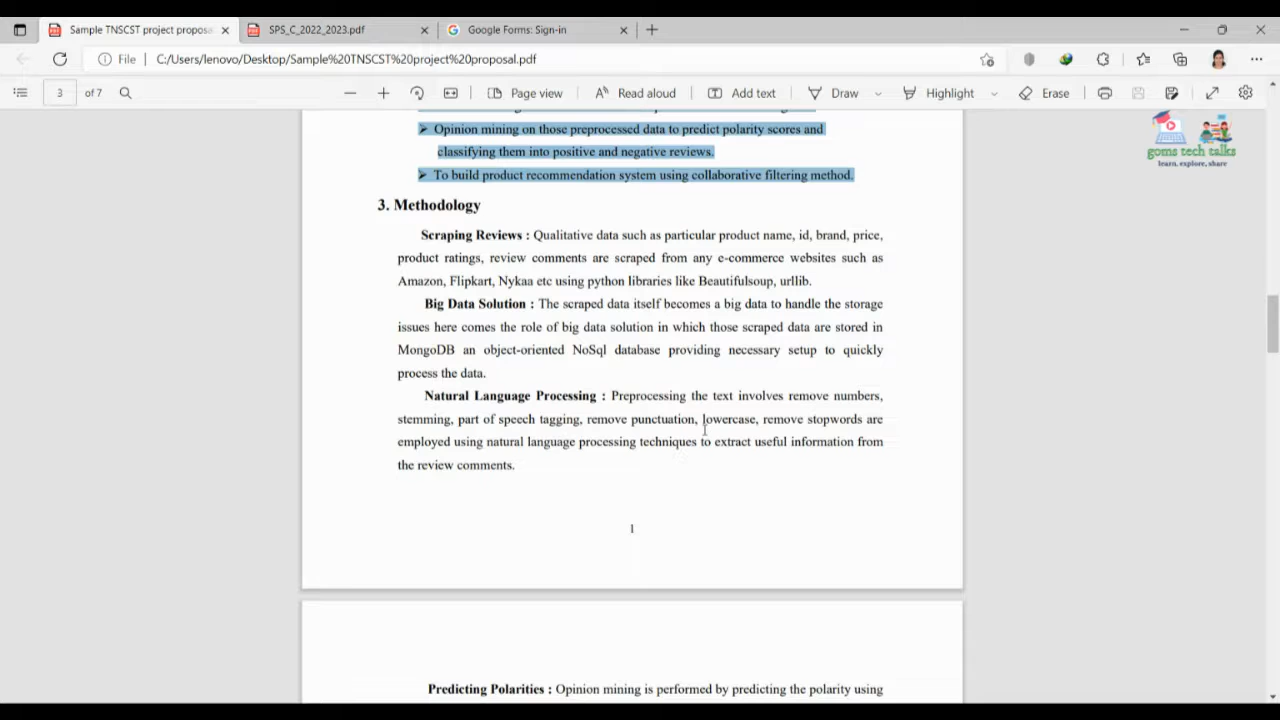 Sample TNSCST project propos
SPS_C_2022_2023.pdf
Google Forms: Sign-in
File
C:/Users/lenovo/Desktop/Sample%20TNSCST%20project%20proposal.pdf
3 of 7
Page view
Read aloud
Add text
Draw
Highlight
Erase
goms tech talks
learn, explore, share
➤ Opinion mining on those preprocessed data to predict polarity scores and
classifying them into positive and negative reviews.
➤ To build product recommendation system using collaborative filtering method.
3. Methodology
Scraping Reviews : Qualitative data such as particular product name, id, brand, price,
product ratings, review comments are scraped from any e-commerce websites such as
Amazon, Flipkart, Nykaa etc using python libraries like Beautifulsoup, urllib.
Big Data Solution : The scraped data itself becomes a big data to handle the storage
issues here comes the role of big data solution in which those scraped data are stored in
MongoDB an object-oriented NoSql database providing necessary setup to quickly
process the data.
Natural Language Processing : Preprocessing the text involves remove numbers,
stemming, part of speech tagging, remove punctuation, lowercase, remove stopwords are
employed using natural language processing techniques to extract useful information from
the review comments.
1
Predicting Polarities : Opinion mining is performed by predicting the polarity using